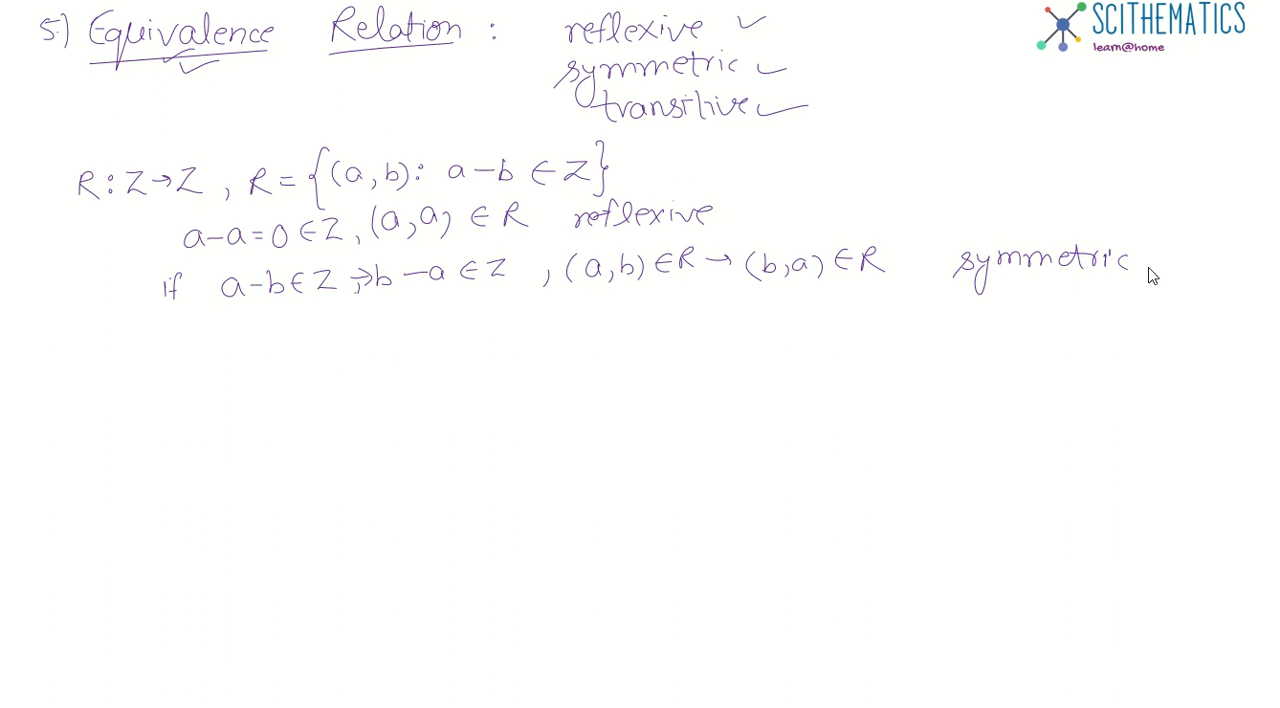 5.) Equivalence Relation : reflexive ✓
symmetric ✓
transitive ✓
SCITHEMATICS
learn@home
R : Z→Z , R = {(a,b): a-b ∈ Z}
a-a=0 ∈ Z, (a,a) ∈ R reflexive
if a-b ∈ Z ,⇒ b-a ∈ Z , (a,b) ∈ R → (b,a) ∈ R symmetric